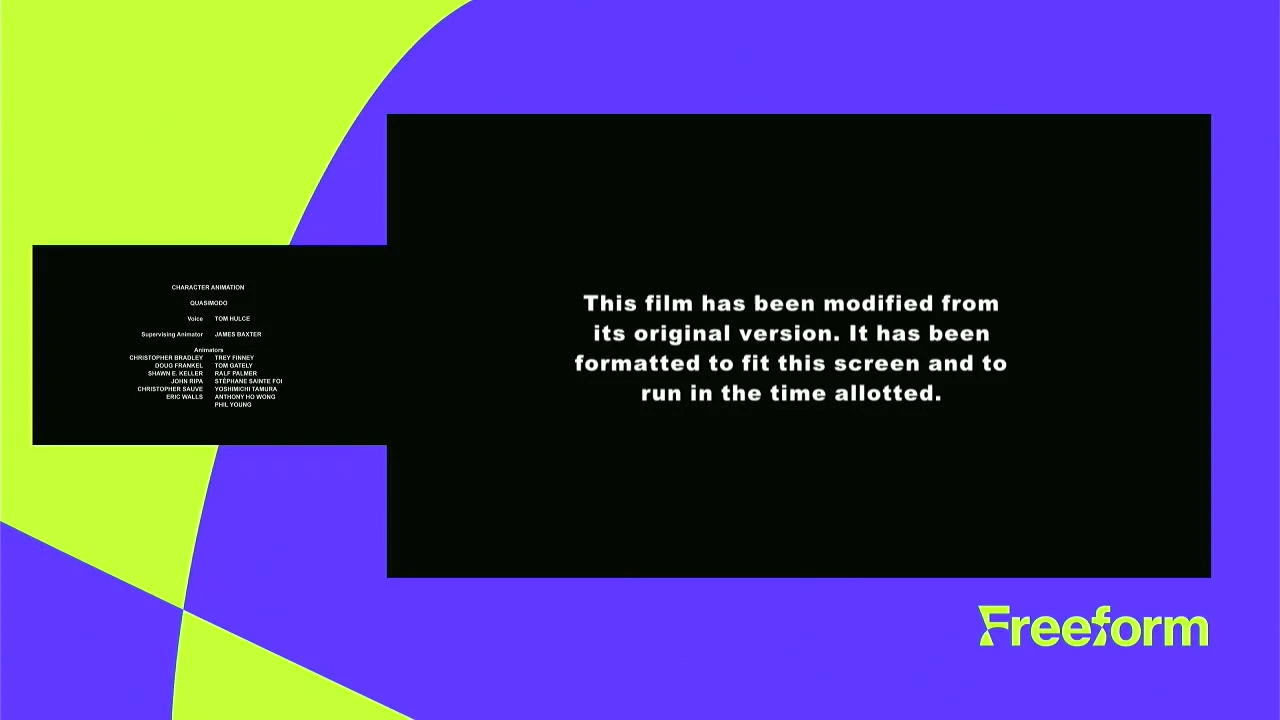 CHARACTER ANIMATION
QUASIMODO
Voice TOM HULCE
Supervising Animator JAMES BAXTER
Animators
CHRISTOPHER BRADLEY TREY FINNEY
DOUG FRANKEL TOM GATELY
SHAWN E. KELLER RALF PALMER
JOHN RIPA STÉPHANE SAINTE FOI
CHRISTOPHER SAUVE YOSHIMICHI TAMURA
ERIC WALLS ANTHONY HO WONG
PHIL YOUNG
This film has been modified from
its original version. It has been
formatted to fit this screen and to
run in the time allotted.
Freeform